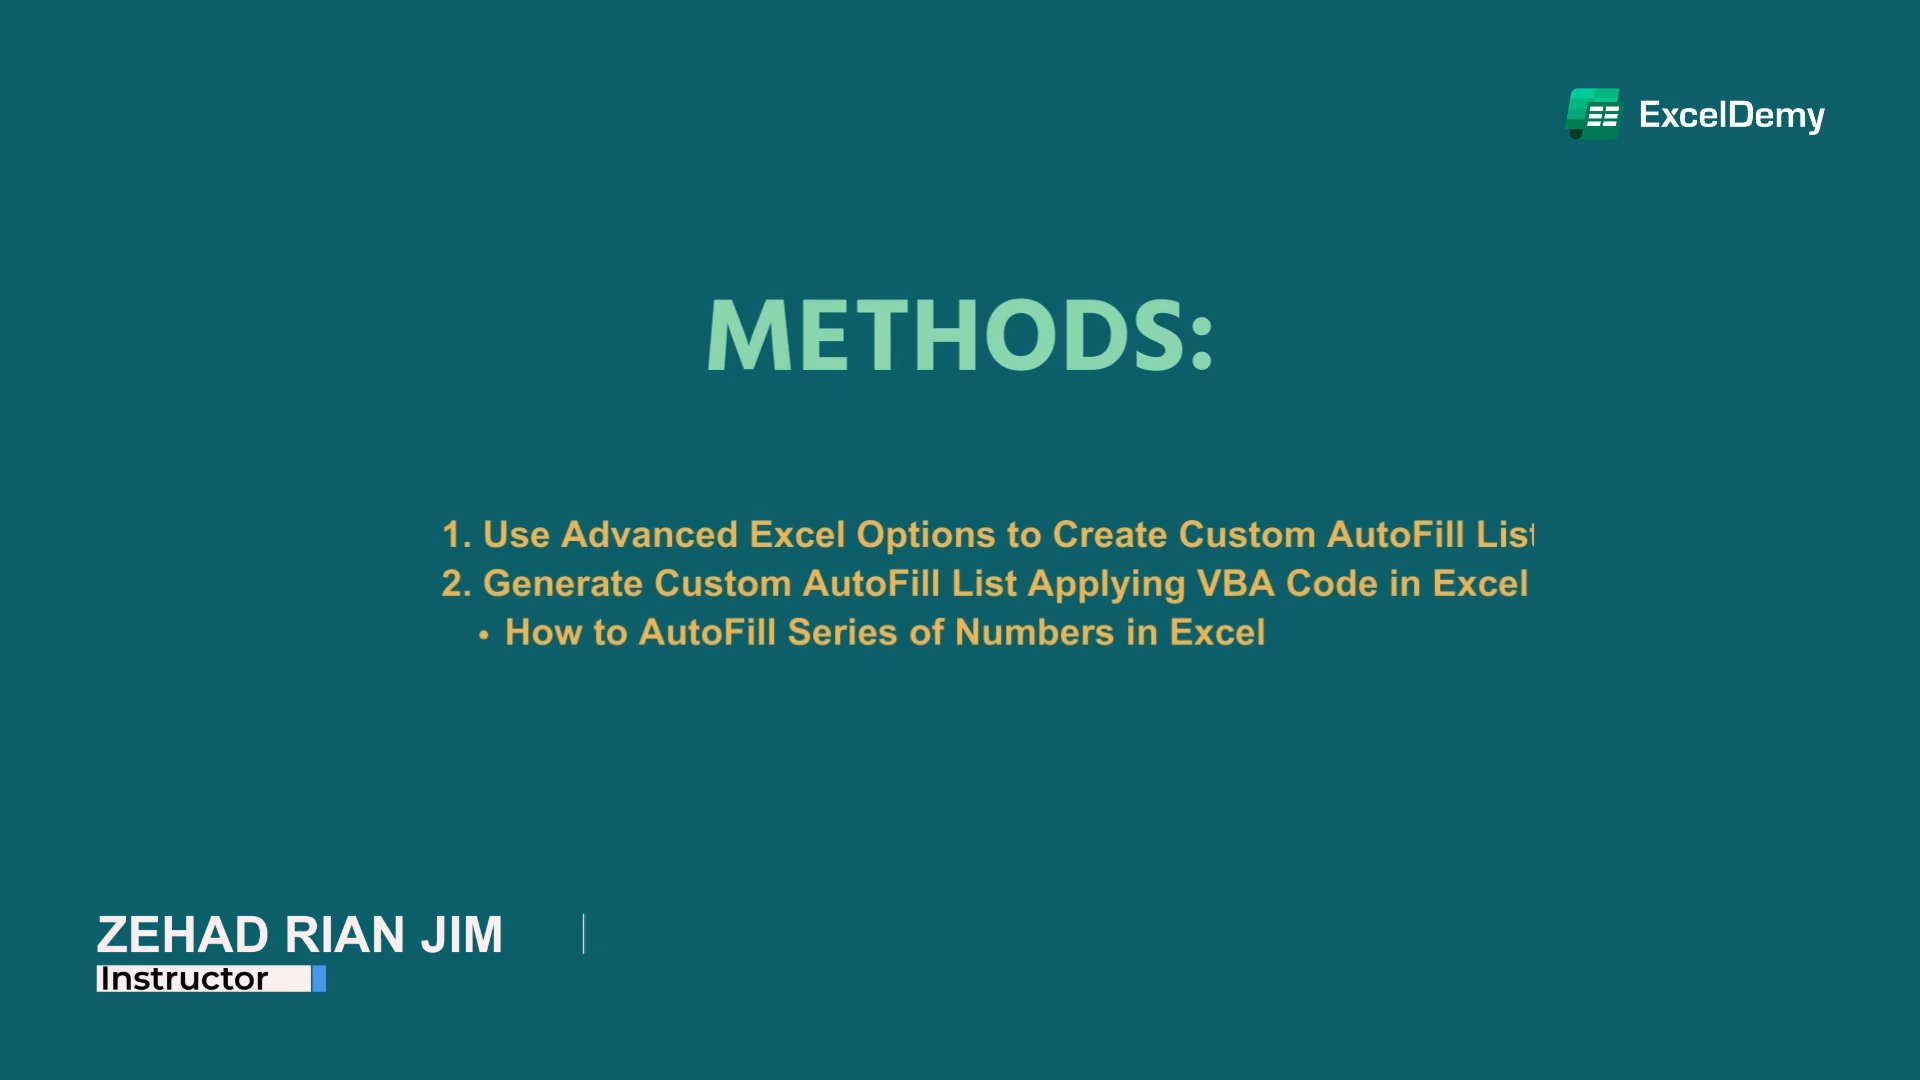 ExcelDemy
METHODS:
1. Use Advanced Excel Options to Create Custom AutoFill List
2. Generate Custom AutoFill List Applying VBA Code in Excel
• How to AutoFill Series of Numbers in Excel
ZEHAD RIAN JIM
Instructor